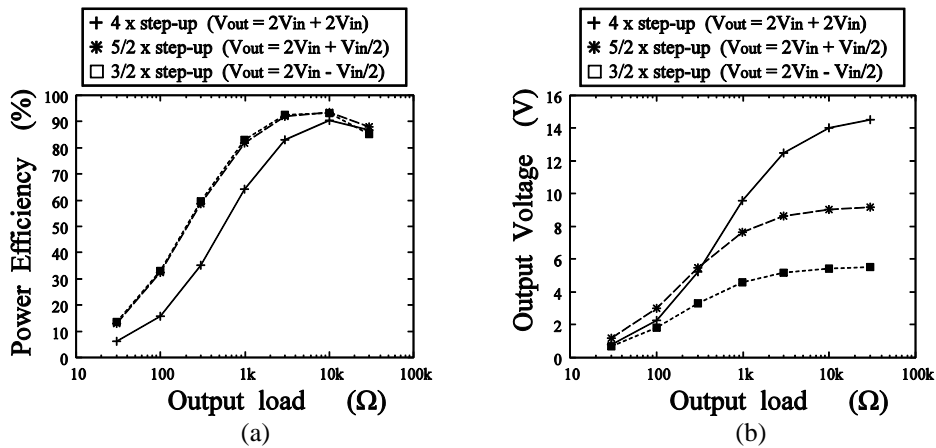 4 x step-up (Vout = 2Vin + 2Vin)
5/2 x step-up (Vout = 2Vin + Vin/2)
3/2 x step-up (Vout = 2Vin - Vin/2)
Power Efficiency (%)
100
90
80
70
60
50
40
30
20
10
0
10 100 1k 10k 100k
Output load (Ω)
(a)
4 x step-up (Vout = 2Vin + 2Vin)
5/2 x step-up (Vout = 2Vin + Vin/2)
3/2 x step-up (Vout = 2Vin - Vin/2)
Output Voltage (V)
16
14
12
10
8
6
4
2
0
10 100 1k 10k 100k
Output load (Ω)
(b)